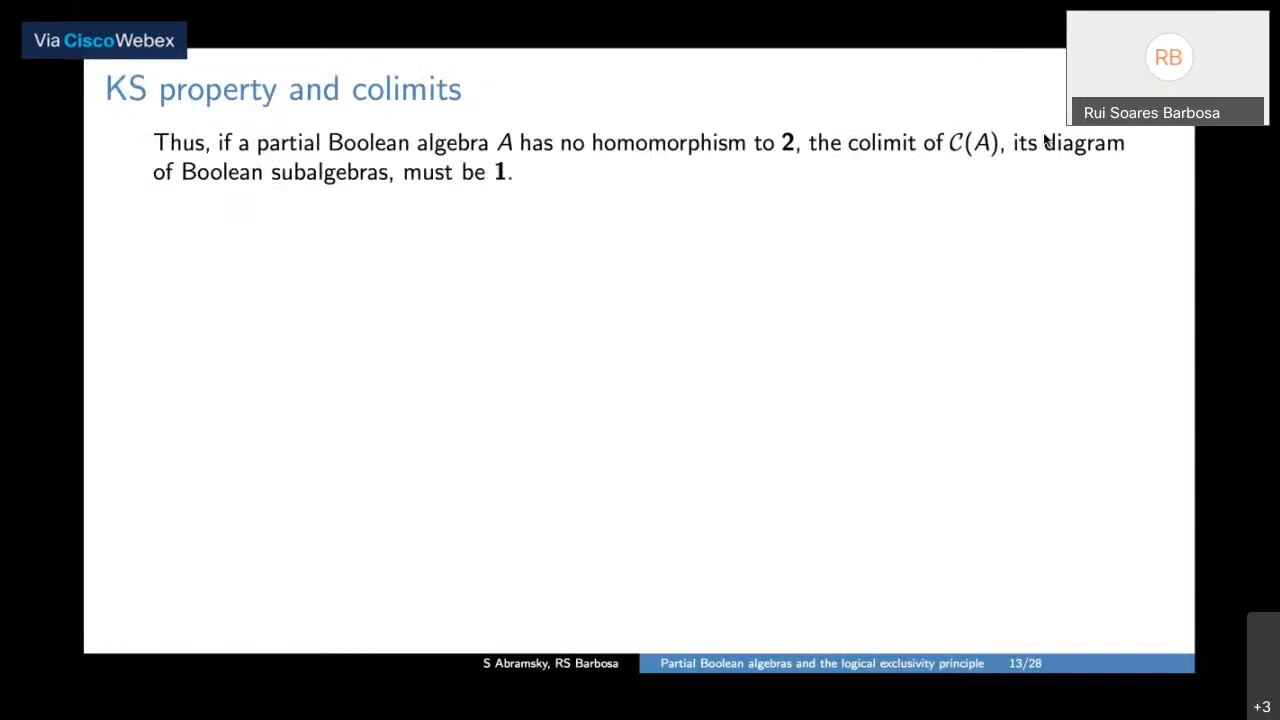 Via CiscoWebex
RB
Rui Soares Barbosa
KS property and colimits
Thus, if a partial Boolean algebra A has no homomorphism to 2, the colimit of C(A), its diagram
of Boolean subalgebras, must be 1.
S Abramsky, RS Barbosa
Partial Boolean algebras and the logical exclusivity principle
13/28
+3